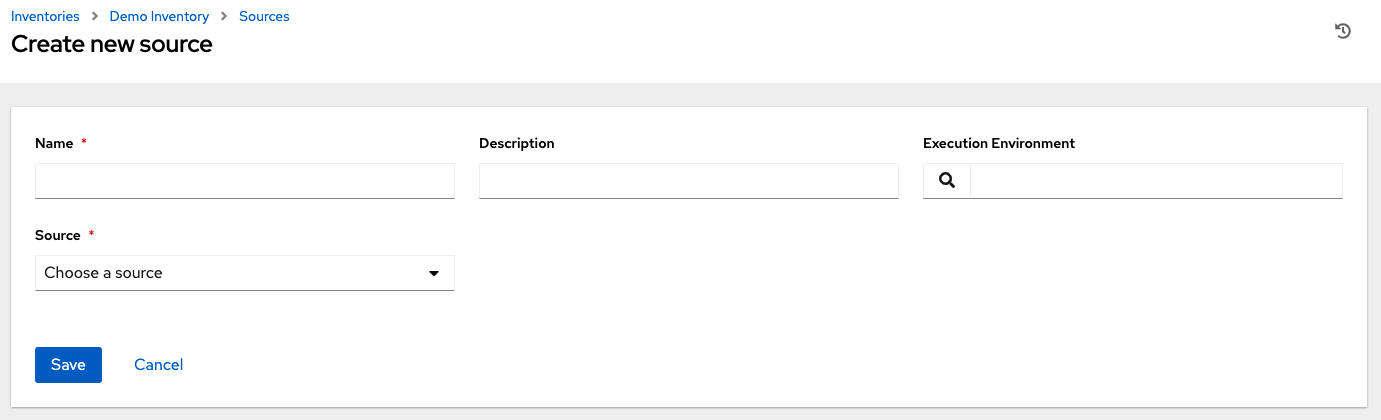 Inventories > Demo Inventory > Sources
Create new source
Name *
Description
Execution Environment
Source *
Choose a source
Save
Cancel